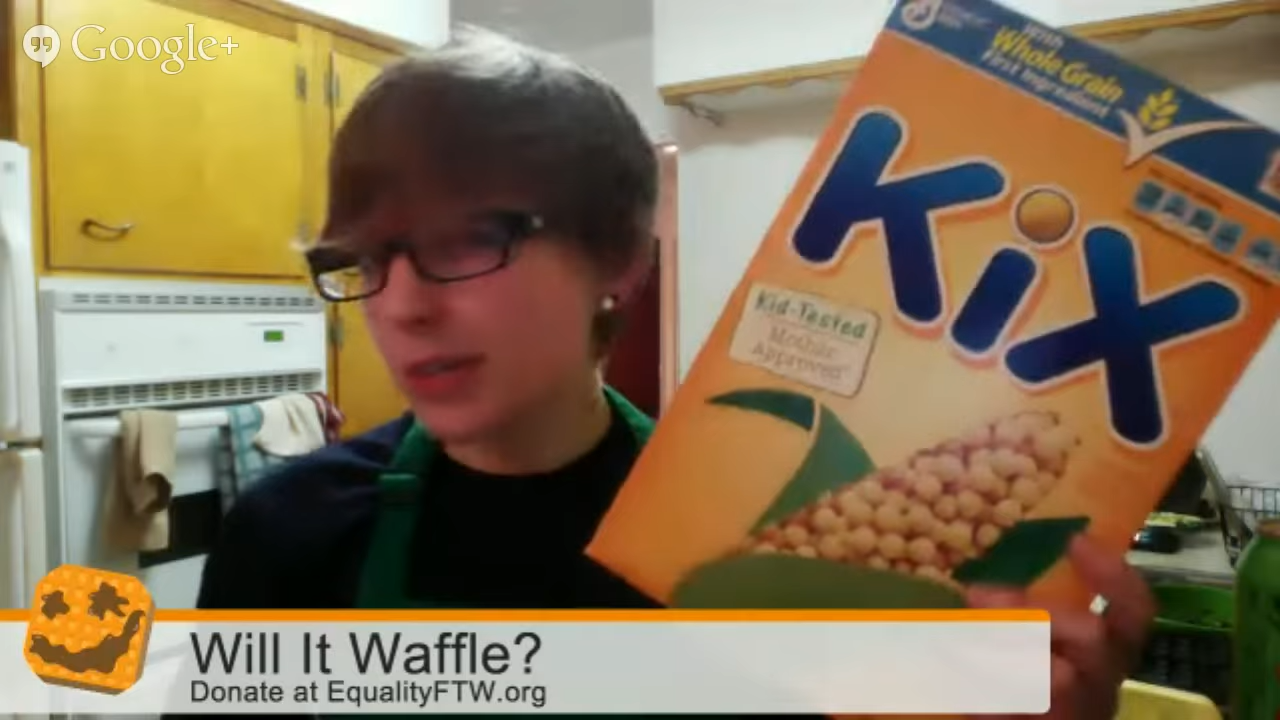 Google+
With
Whole Grain
First Ingredient
Kix
Kid-Tested
Mother
Approved
Will It Waffle?
Donate at EqualityFTW.org